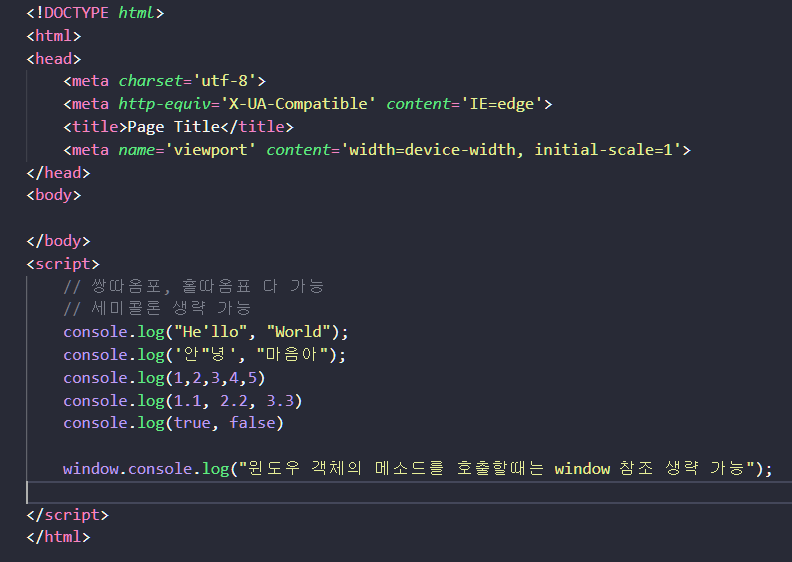 <!DOCTYPE html>
<html>
<head>
    <meta charset='utf-8'>
    <meta http-equiv='X-UA-Compatible' content='IE=edge'>
    <title>Page Title</title>
    <meta name='viewport' content='width=device-width, initial-scale=1'>
</head>
<body>

</body>
<script>
    // 쌍따옴포, 홑따옴표 다 가능
    // 세미콜론 생략 가능
    console.log("He'llo", "World");
    console.log('안"녕', "마음아");
    console.log(1,2,3,4,5)
    console.log(1.1, 2.2, 3.3)
    console.log(true, false)

    window.console.log("윈도우 객체의 메소드를 호출할때는 window 참조 생략 가능");

</script>
</html>